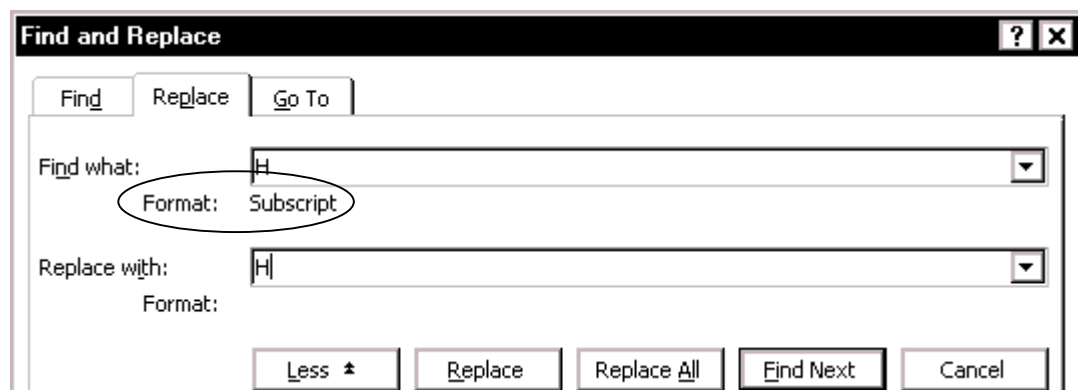 Find and Replace ? X
Find Replace Go To
Find what: H
Format: Subscript
Replace with: H
Format:
Less Replace Replace All Find Next Cancel